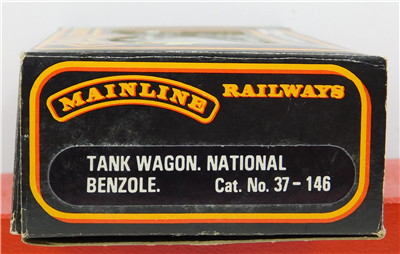 MAINLINE RAILWAYS
TANK WAGON. NATIONAL
BENZOLE. Cat. No. 37-146